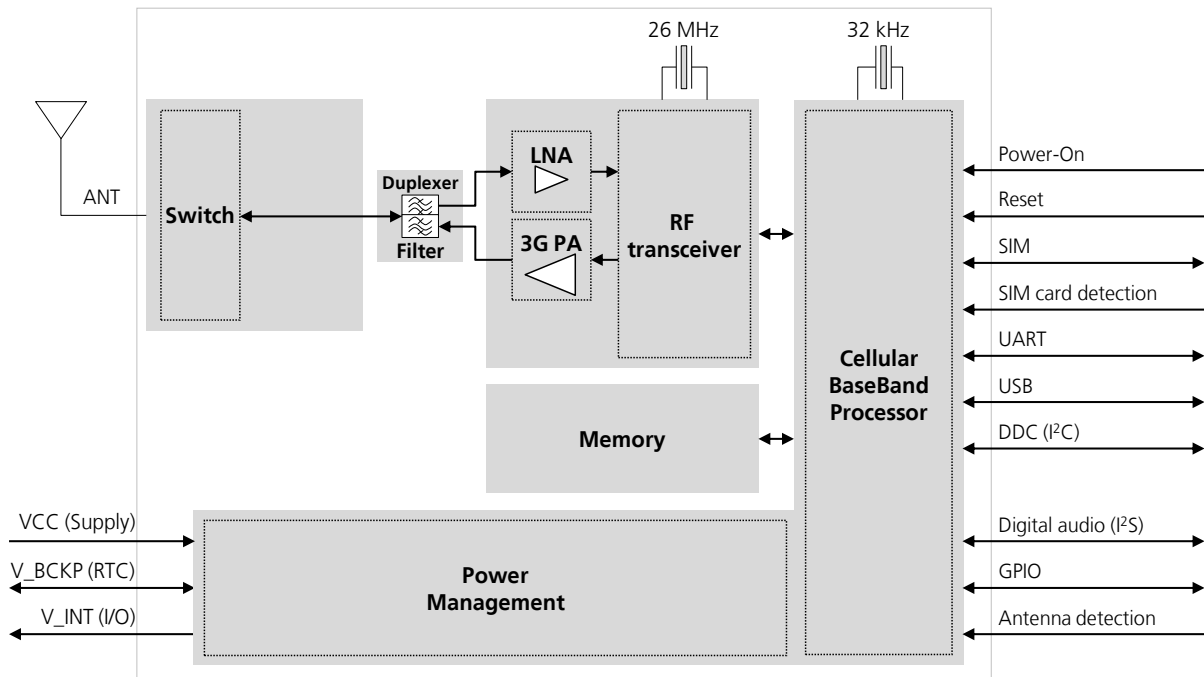 26 MHz
32 kHz
ANT
Switch
Duplexer
Filter
LNA
3G PA
RF
transceiver
Cellular
BaseBand
Processor
Memory
Power
Management
VCC (Supply)
V_BCKP (RTC)
V_INT (I/O)
Power-On
Reset
SIM
SIM card detection
UART
USB
DDC (I²C)
Digital audio (I²S)
GPIO
Antenna detection